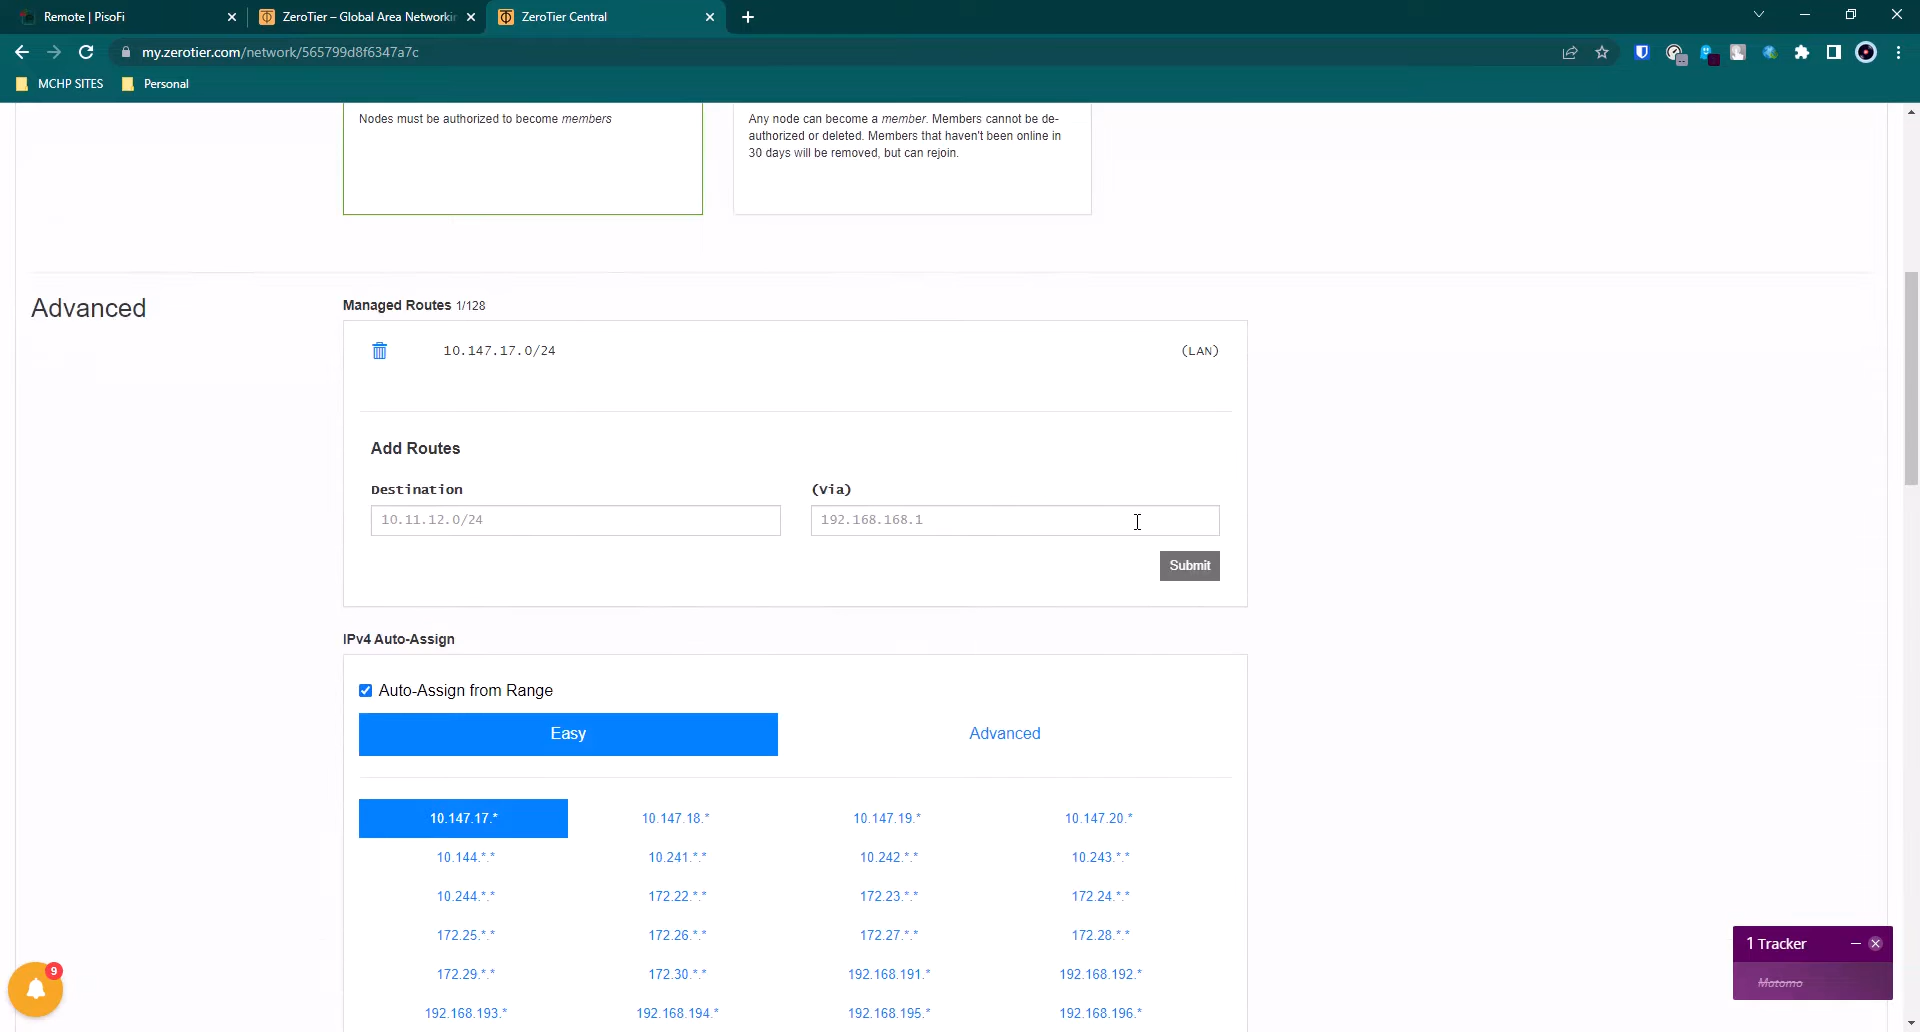 Remote | PisoFi
ZeroTier – Global Area Networkin
ZeroTier Central
my.zerotier.com/network/565799d8f6347a7c
MCHP SITES
Personal
Nodes must be authorized to become members
Any node can become a member. Members cannot be de-
authorized or deleted. Members that haven't been online in
30 days will be removed, but can rejoin.
Advanced
Managed Routes 1/128
10.147.17.0/24
(LAN)
Add Routes
Destination
(Via)
10.11.12.0/24
192.168.168.1
Submit
IPv4 Auto-Assign
Auto-Assign from Range
Easy
Advanced
10.147.17.*
10.147.18.*
10.147.19.*
10.147.20.*
10.144.*.*
10.241.*.*
10.242.*.*
10.243.*.*
10.244.*.*
172.22.*.*
172.23.*.*
172.24.*.*
172.25.*.*
172.26.*.*
172.27.*.*
172.28.*.*
172.29.*.*
172.30.*.*
192.168.191.*
192.168.192.*
192.168.193.*
192.168.194.*
192.168.195.*
192.168.196.*
1 Tracker
Matomo
9